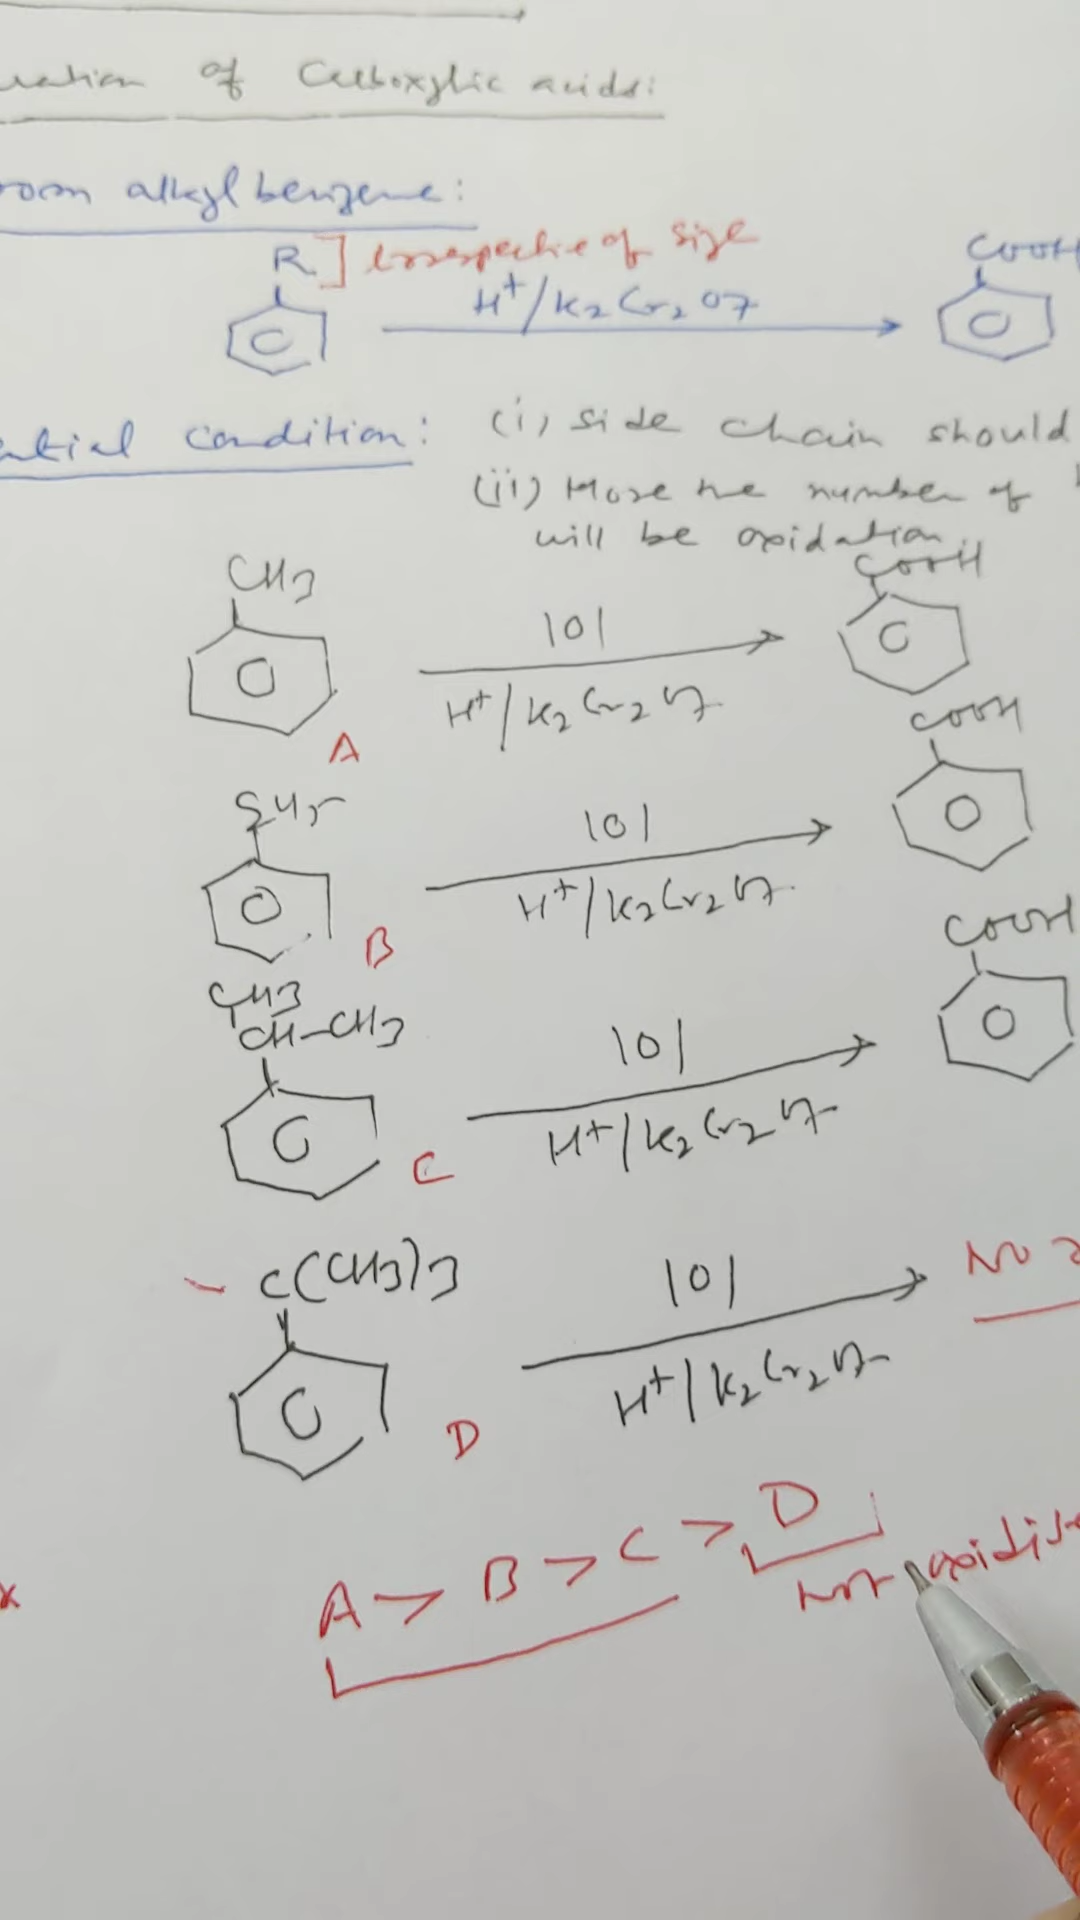 of Carboxylic acids:
alkyl benzene:
R ] Irrespective of size
COOH
H+/K2Cr2O7
condition: (i) side chain should
(ii) More the number of
will be oxidation.
CH3
COOH
|O|
H+/K2Cr2O7
A
COOH
C2H5
|O|
H+/K2Cr2O7
B
COOH
CH3
CH-CH3
|O|
H+/K2Cr2O7
C
C(CH3)3
|O|
NO
H+/K2Cr2O7
D
A > B > C > D
Not